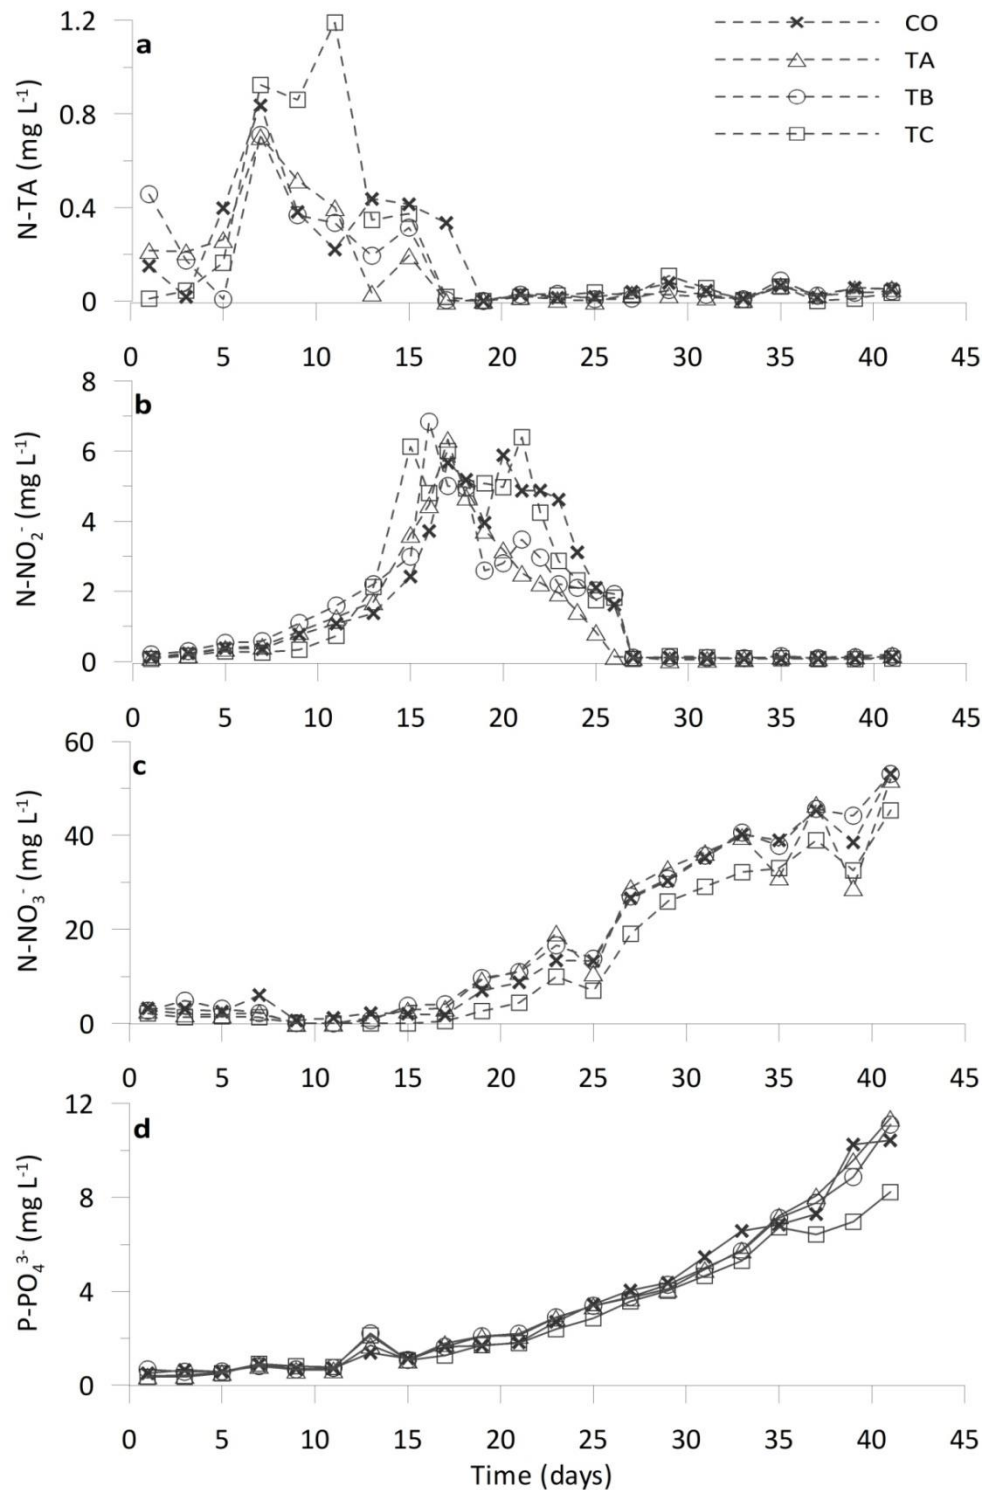 1.2
a
0.8
0.4
0
N-TA (mg L⁻¹)
CO
TA
TB
TC
0 5 10 15 20 25 30 35 40 45
8
b
6
4
2
0
N-NO₂⁻ (mg L⁻¹)
0 5 10 15 20 25 30 35 40 45
60
c
40
20
0
N-NO₃⁻ (mg L⁻¹)
0 5 10 15 20 25 30 35 40 45
12
d
8
4
0
P-PO₄³⁻ (mg L⁻¹)
0 5 10 15 20 25 30 35 40 45
Time (days)